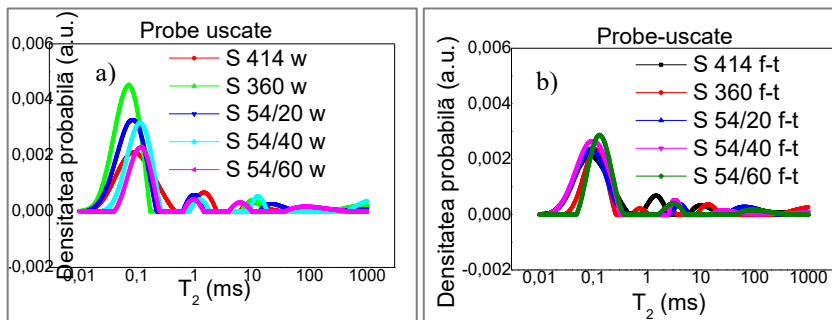 Probe uscate
a)
S 414 w
S 360 w
S 54/20 w
S 54/40 w
S 54/60 w
Densitatea probabilă (a.u.)
0,006
0,004
0,002
0,000
-0,002
0,01 0,1 1 10 100 1000
T2 (ms)
Probe-uscate
b)
S 414 f-t
S 360 f-t
S 54/20 f-t
S 54/40 f-t
S 54/60 f-t
Densitatea probabilă (a.u.)
0,006
0,004
0,002
0,000
-0,002
0,01 0,1 1 10 100 1000
T2 (ms)